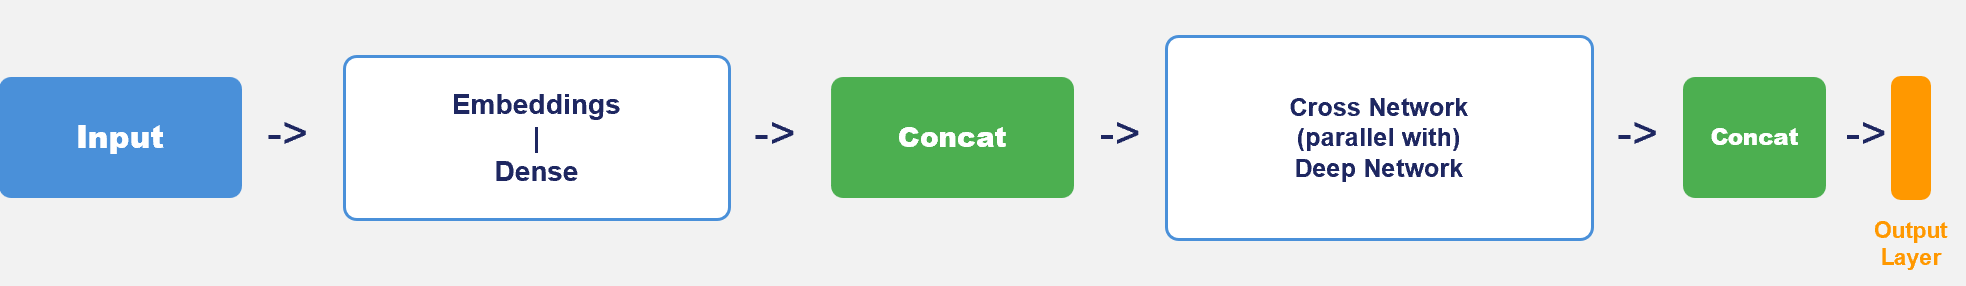 Input
->
Embeddings
|
Dense
->
Concat
->
Cross Network
(parallel with)
Deep Network
->
Concat
->
Output
Layer